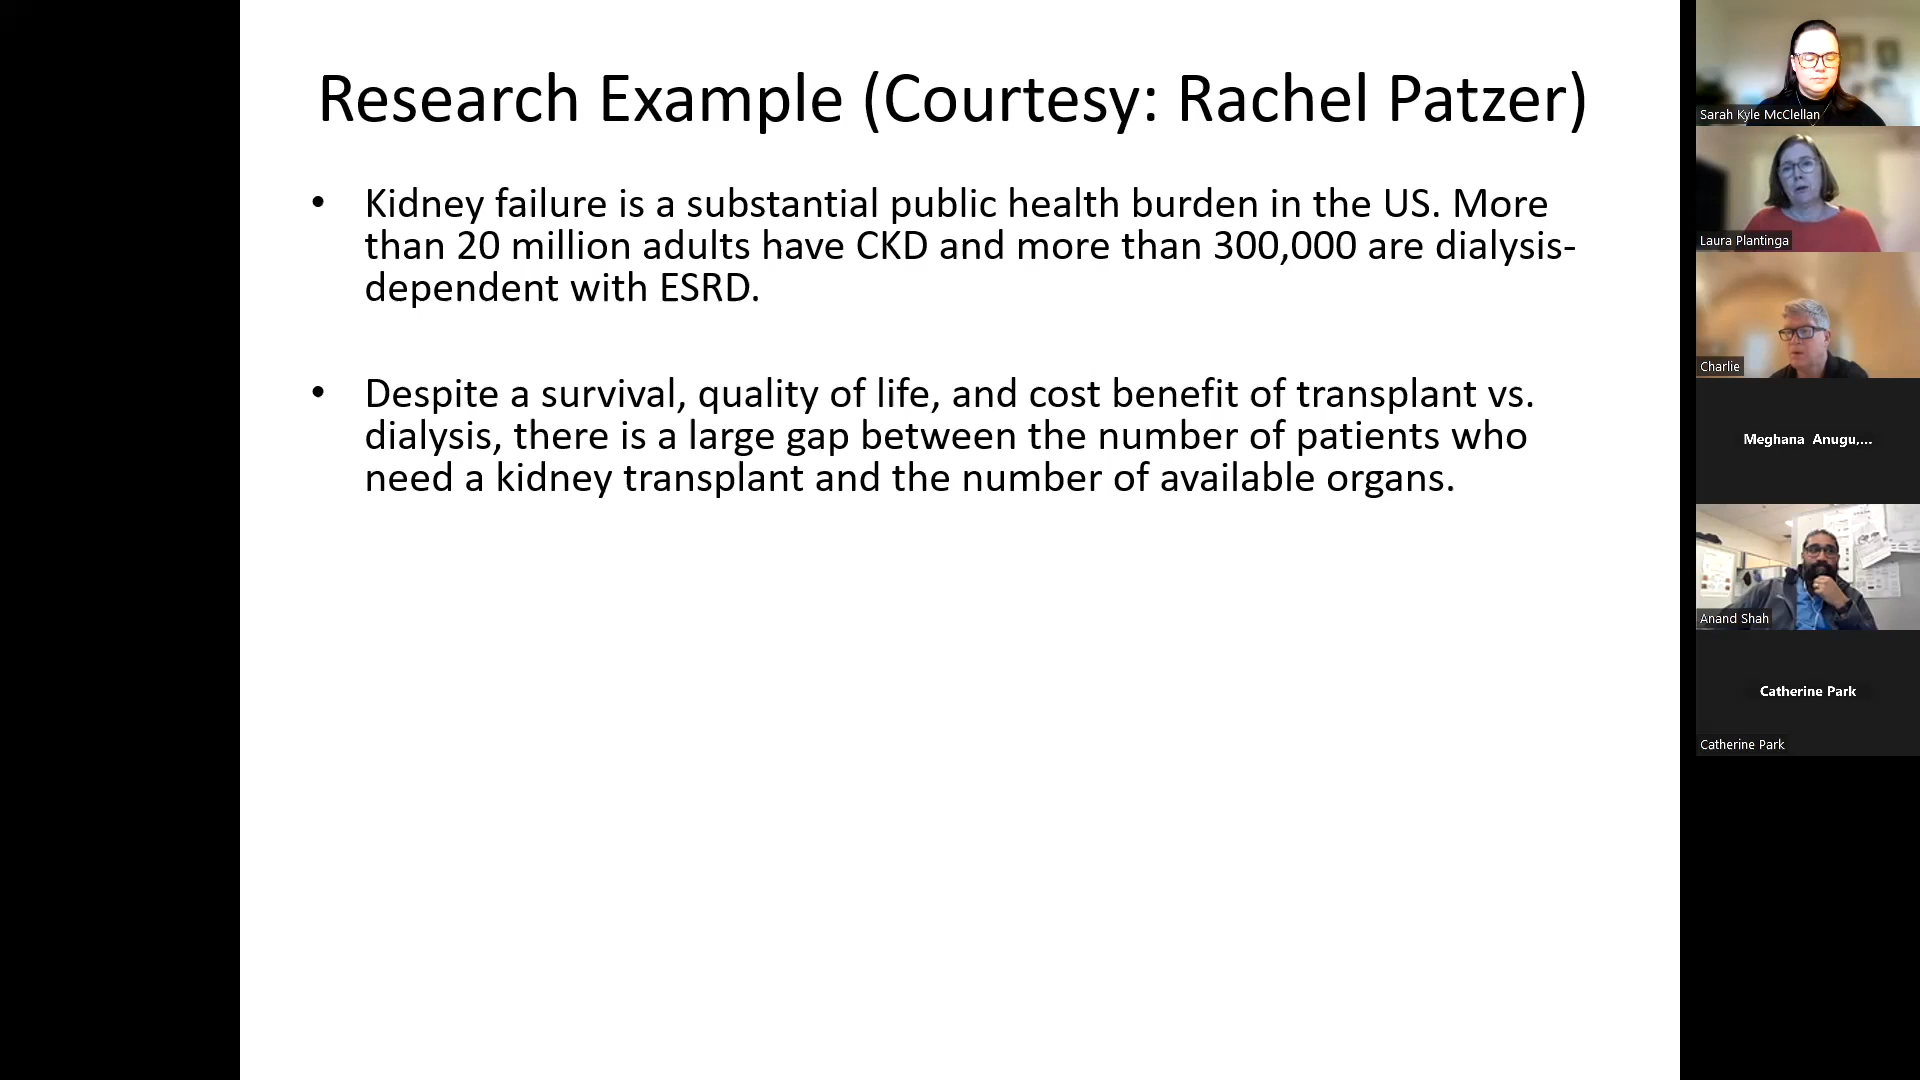 Research Example (Courtesy: Rachel Patzer)
• Kidney failure is a substantial public health burden in the US. More
than 20 million adults have CKD and more than 300,000 are dialysis-
dependent with ESRD.
• Despite a survival, quality of life, and cost benefit of transplant vs.
dialysis, there is a large gap between the number of patients who
need a kidney transplant and the number of available organs.
Sarah Kyle McClellan
Laura Plantinga
Charlie
Meghana Anugu,...
Anand Shah
Catherine Park
Catherine Park